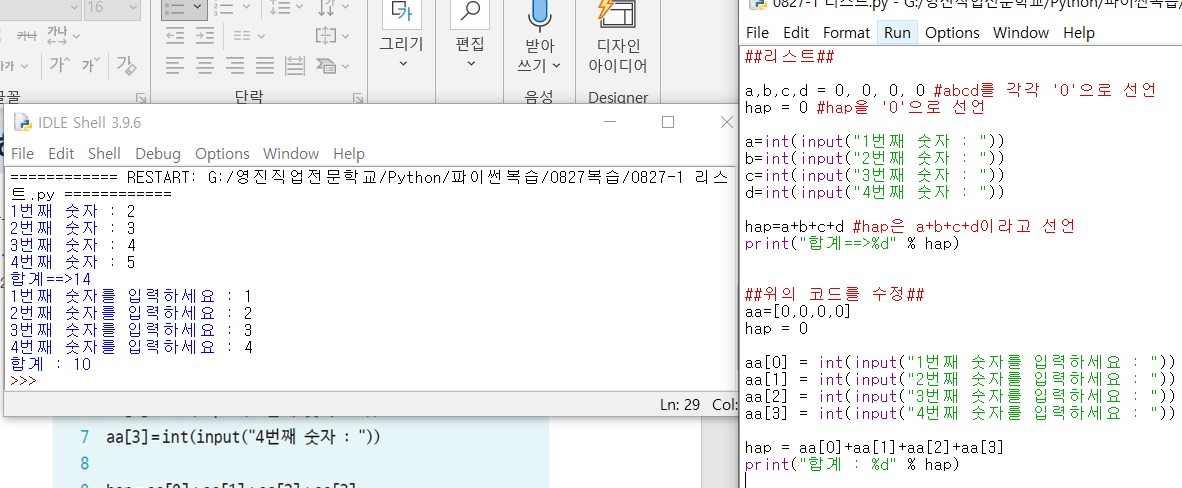 16
가나
가나
가
가
가
그리기
편집
받아
쓰기
디자인
아이디어
단락
음성
Designer
IDLE Shell 3.9.6
File Edit Shell Debug Options Window Help
============ RESTART: G:/영진직업전문학교/Python/파이썬복습/0827복습/0827-1 리스
트.py ============
1번째 숫자 : 2
2번째 숫자 : 3
3번째 숫자 : 4
4번째 숫자 : 5
합계==>14
1번째 숫자를 입력하세요 : 1
2번째 숫자를 입력하세요 : 2
3번째 숫자를 입력하세요 : 3
4번째 숫자를 입력하세요 : 4
합계 : 10
>>>
Ln: 29 Col:
7 aa[3]=int(input("4번째 숫자 : "))
8
0827-1 리스트.py - G:/영진직업전문학교/Python/파이썬복습/
File Edit Format Run Options Window Help
##리스트##
a,b,c,d = 0, 0, 0, 0 #abcd를 각각 '0'으로 선언
hap = 0 #hap을 '0'으로 선언
a=int(input("1번째 숫자 : "))
b=int(input("2번째 숫자 : "))
c=int(input("3번째 숫자 : "))
d=int(input("4번째 숫자 : "))
hap=a+b+c+d #hap은 a+b+c+d이라고 선언
print("합계==>%d" % hap)
##위의 코드를 수정##
aa=[0,0,0,0]
hap = 0
aa[0] = int(input("1번째 숫자를 입력하세요 : "))
aa[1] = int(input("2번째 숫자를 입력하세요 : "))
aa[2] = int(input("3번째 숫자를 입력하세요 : "))
aa[3] = int(input("4번째 숫자를 입력하세요 : "))
hap = aa[0]+aa[1]+aa[2]+aa[3]
print("합계 : %d" % hap)